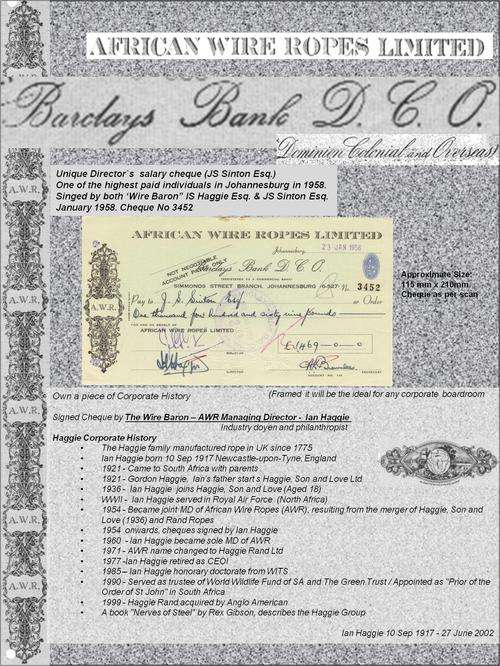 AFRICAN WIRE ROPES LIMITED
Barclays Bank D. C. O.
Dominion Colonial and Overseas
Unique Director`s salary cheque (JS Sinton Esq.)
One of the highest paid individuals in Johannesburg in 1958.
Singed by both 'Wire Baron" IS Haggie Esq. & JS Sinton Esq.
January 1958. Cheque No 3452
AFRICAN WIRE ROPES LIMITED
Johannesburg,
23 JAN 1958
NOT NEGOTIABLE
ACCOUNT PAYEE ONLY
Barclays Bank D. C. O.
SIMMONDS STREET BRANCH, JOHANNESBURG
No. 3452
Pay to J. S. Sinton Esq. or Order
One thousand four hundred and sixty nine pounds
AFRICAN WIRE ROPES LIMITED
£1469-0-0
A.W.R.
Approximate Size:
115 mm x 210mm.
Cheque as per scan
Own a piece of Corporate History
(Framed it will be the ideal for any corporate boardroom
Signed Cheque by The Wire Baron – AWR Managing Director - Ian Haggie
Industry doyen and philanthropist
Haggie Corporate History
• The Haggie family manufactured rope in UK since 1775
• Ian Haggie born 10 Sep 1917 Newcastle-upon-Tyne, England
• 1921 - Came to South Africa with parents
• 1921 - Gordon Haggie, Ian's father start s Haggie, Son and Love Ltd
• 1936 - Ian Haggie joins Haggie, Son and Love (Aged 18)
• WWII - Ian Haggie served in Royal Air Force (North Africa)
• 1954 - Became joint MD of African Wire Ropes (AWR), resulting from the merger of Haggie, Son and
Love (1936) and Rand Ropes
• 1954 onwards, cheques signed by Ian Haggie
• 1960 - Ian Haggie became sole MD of AWR
• 1971 - AWR name changed to Haggie Rand Ltd
• 1977 -Ian Haggie retired as CEOl
• 1985 – Ian Haggie honorary doctorate from WITS
• 1990 - Served as trustee of World Wildlife Fund of SA and The Green Trust / Appointed as "Prior of the
Order of St John" in South Africa
• 1999 - Haggie Rand acquired by Anglo American
• A book "Nerves of Steel" by Rex Gibson, describes the Haggie Group
Ian Haggie 10 Sep 1917 - 27 June 2002
A.W.R.
A.W.R.
A.W.R.
A.W.R.
A.W.R.
A.W.R.